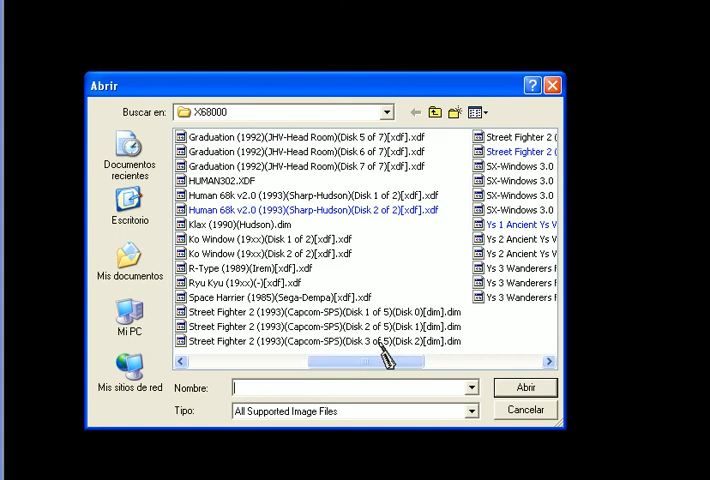 Abrir
Buscar en: X68000
Graduation (1992)(JHV-Head Room)(Disk 5 of 7)[xdf].xdf
Graduation (1992)(JHV-Head Room)(Disk 6 of 7)[xdf].xdf
Graduation (1992)(JHV-Head Room)(Disk 7 of 7)[xdf].xdf
HUMAN302.XDF
Human 68k v2.0 (1993)(Sharp-Hudson)(Disk 1 of 2)[xdf].xdf
Human 68k v2.0 (1993)(Sharp-Hudson)(Disk 2 of 2)[xdf].xdf
Klax (1990)(Hudson).dim
Ko Window (19xx)(Disk 1 of 2)[xdf].xdf
Ko Window (19xx)(Disk 2 of 2)[xdf].xdf
R-Type (1989)(Irem)[xdf].xdf
Ryu Kyu (19xx)(-)[xdf].xdf
Space Harrier (1985)(Sega-Dempa)[xdf].xdf
Street Fighter 2 (1993)(Capcom-SPS)(Disk 1 of 5)(Disk 0)[dim].dim
Street Fighter 2 (1993)(Capcom-SPS)(Disk 2 of 5)(Disk 1)[dim].dim
Street Fighter 2 (1993)(Capcom-SPS)(Disk 3 of 5)(Disk 2)[dim].dim
Street Fighter 2 (
Street Fighter 2 (
SX-Windows 3.0
SX-Windows 3.0
SX-Windows 3.0
SX-Windows 3.0
Ys 1 Ancient Ys V
Ys 2 Ancient Ys V
Ys 2 Ancient Ys V
Ys 3 Wanderers F
Ys 3 Wanderers F
Ys 3 Wanderers F
Documentos recientes
Escritorio
Mis documentos
Mi PC
Mis sitios de red
Nombre:
Abrir
Tipo: All Supported Image Files
Cancelar